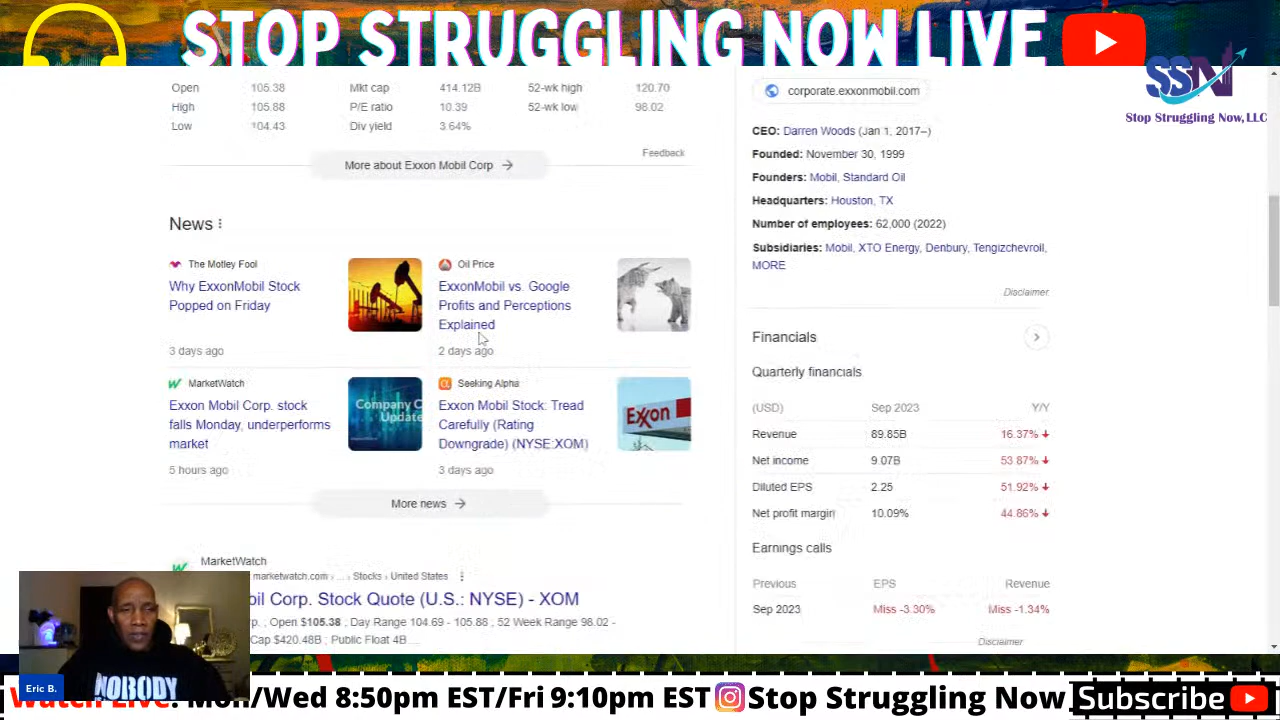 STOP STRUGGLING NOW LIVE
SSN
Stop Struggling Now, LLC
Open 105.38 Mkt cap 414.12B 52-wk high 120.70
High 105.88 P/E ratio 10.39 52-wk low 98.02
Low 104.43 Div yield 3.64%
Feedback
More about Exxon Mobil Corp
News
The Motley Fool
Why ExxonMobil Stock
Popped on Friday
3 days ago
Oil Price
ExxonMobil vs. Google
Profits and Perceptions
Explained
2 days ago
MarketWatch
Exxon Mobil Corp. stock
falls Monday, underperforms
market
5 hours ago
Company C
Update
Seeking Alpha
Exxon Mobil Stock: Tread
Carefully (Rating
Downgrade) (NYSE:XOM)
3 days ago
Exxon
More news
MarketWatch
marketwatch.com › ... › Stocks › United States
Corp. Stock Quote (U.S.: NYSE) - XOM
Open $105.38 ; Day Range 104.69 - 105.88 ; 52 Week Range 98.02 -
Cap $420.48B ; Public Float 4B ...
corporate.exxonmobil.com
CEO: Darren Woods (Jan 1, 2017–)
Founded: November 30, 1999
Founders: Mobil, Standard Oil
Headquarters: Houston, TX
Number of employees: 62,000 (2022)
Subsidiaries: Mobil, XTO Energy, Denbury, Tengizchevroil,
MORE
Disclaimer
Financials
Quarterly financials
(USD) Sep 2023 Y/Y
Revenue 89.85B 16.37%
Net income 9.07B 53.87%
Diluted EPS 2.25 51.92%
Net profit margin 10.09% 44.86%
Earnings calls
Previous EPS Revenue
Sep 2023 Miss -3.30% Miss -1.34%
Disclaimer
NOBODY
Eric B.
Watch Live: Mon/Wed 8:50pm EST/Fri 9:10pm EST Stop Struggling Now Subscribe